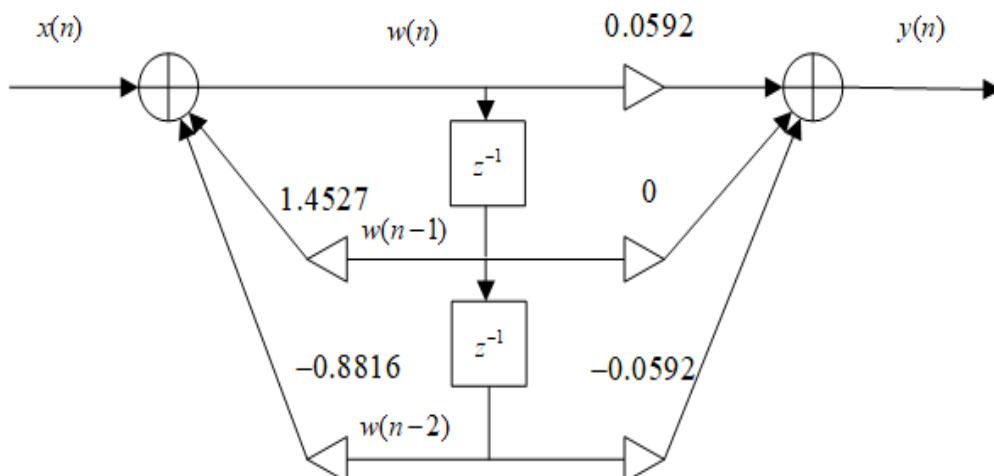 x(n) w(n) 0.0592 y(n)
z⁻¹
1.4527 0
w(n−1)
z⁻¹
−0.8816 −0.0592
w(n−2)